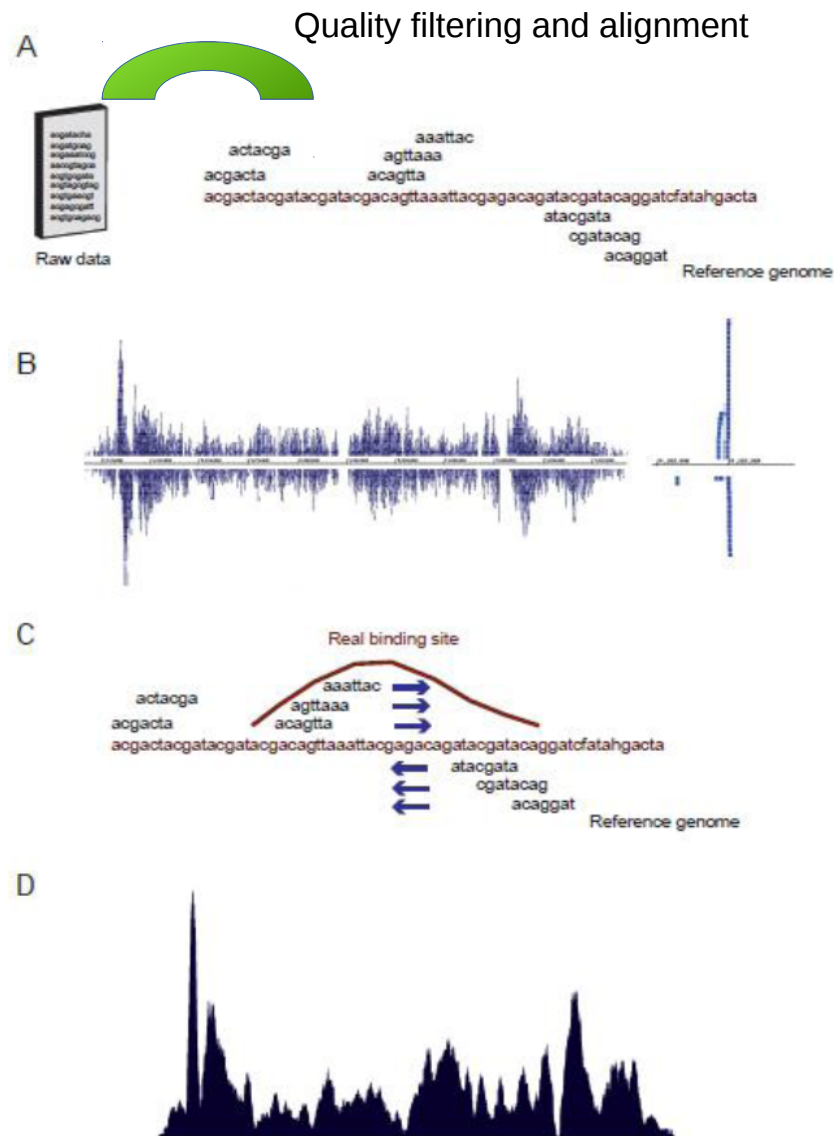 Quality filtering and alignment
A
aaattac
actacga
agttaaa
acgacta
acagtta
acgactacgatacgatacgacagttaaattacgagacagatacgatacaggatcfatahgacta
atacgata
cgatacag
acaggat
Raw data
Reference genome
B
C
Real binding site
aaattac
actacga
agttaaa
acgacta
acagtta
acgactacgatacgatacgacagttaaattacgagacagatacgatacaggatcfatahgacta
atacgata
cgatacag
acaggat
Reference genome
D